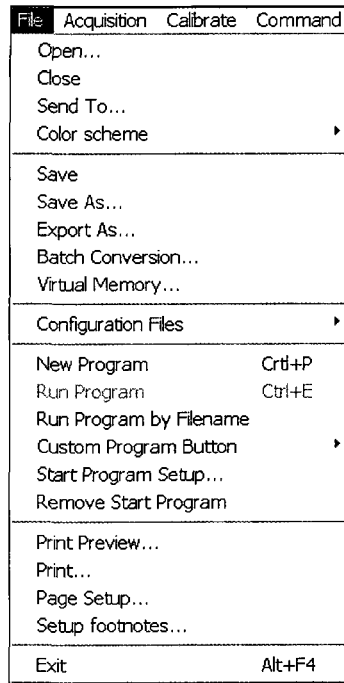 File Acquisition Calibrate Command
Open...
Close
Send To...
Color scheme
Save
Save As...
Export As...
Batch Conversion...
Virtual Memory...
Configuration Files
New Program Crtl+P
Run Program Ctrl+E
Run Program by Filename
Custom Program Button
Start Program Setup...
Remove Start Program
Print Preview...
Print...
Page Setup...
Setup footnotes...
Exit Alt+F4